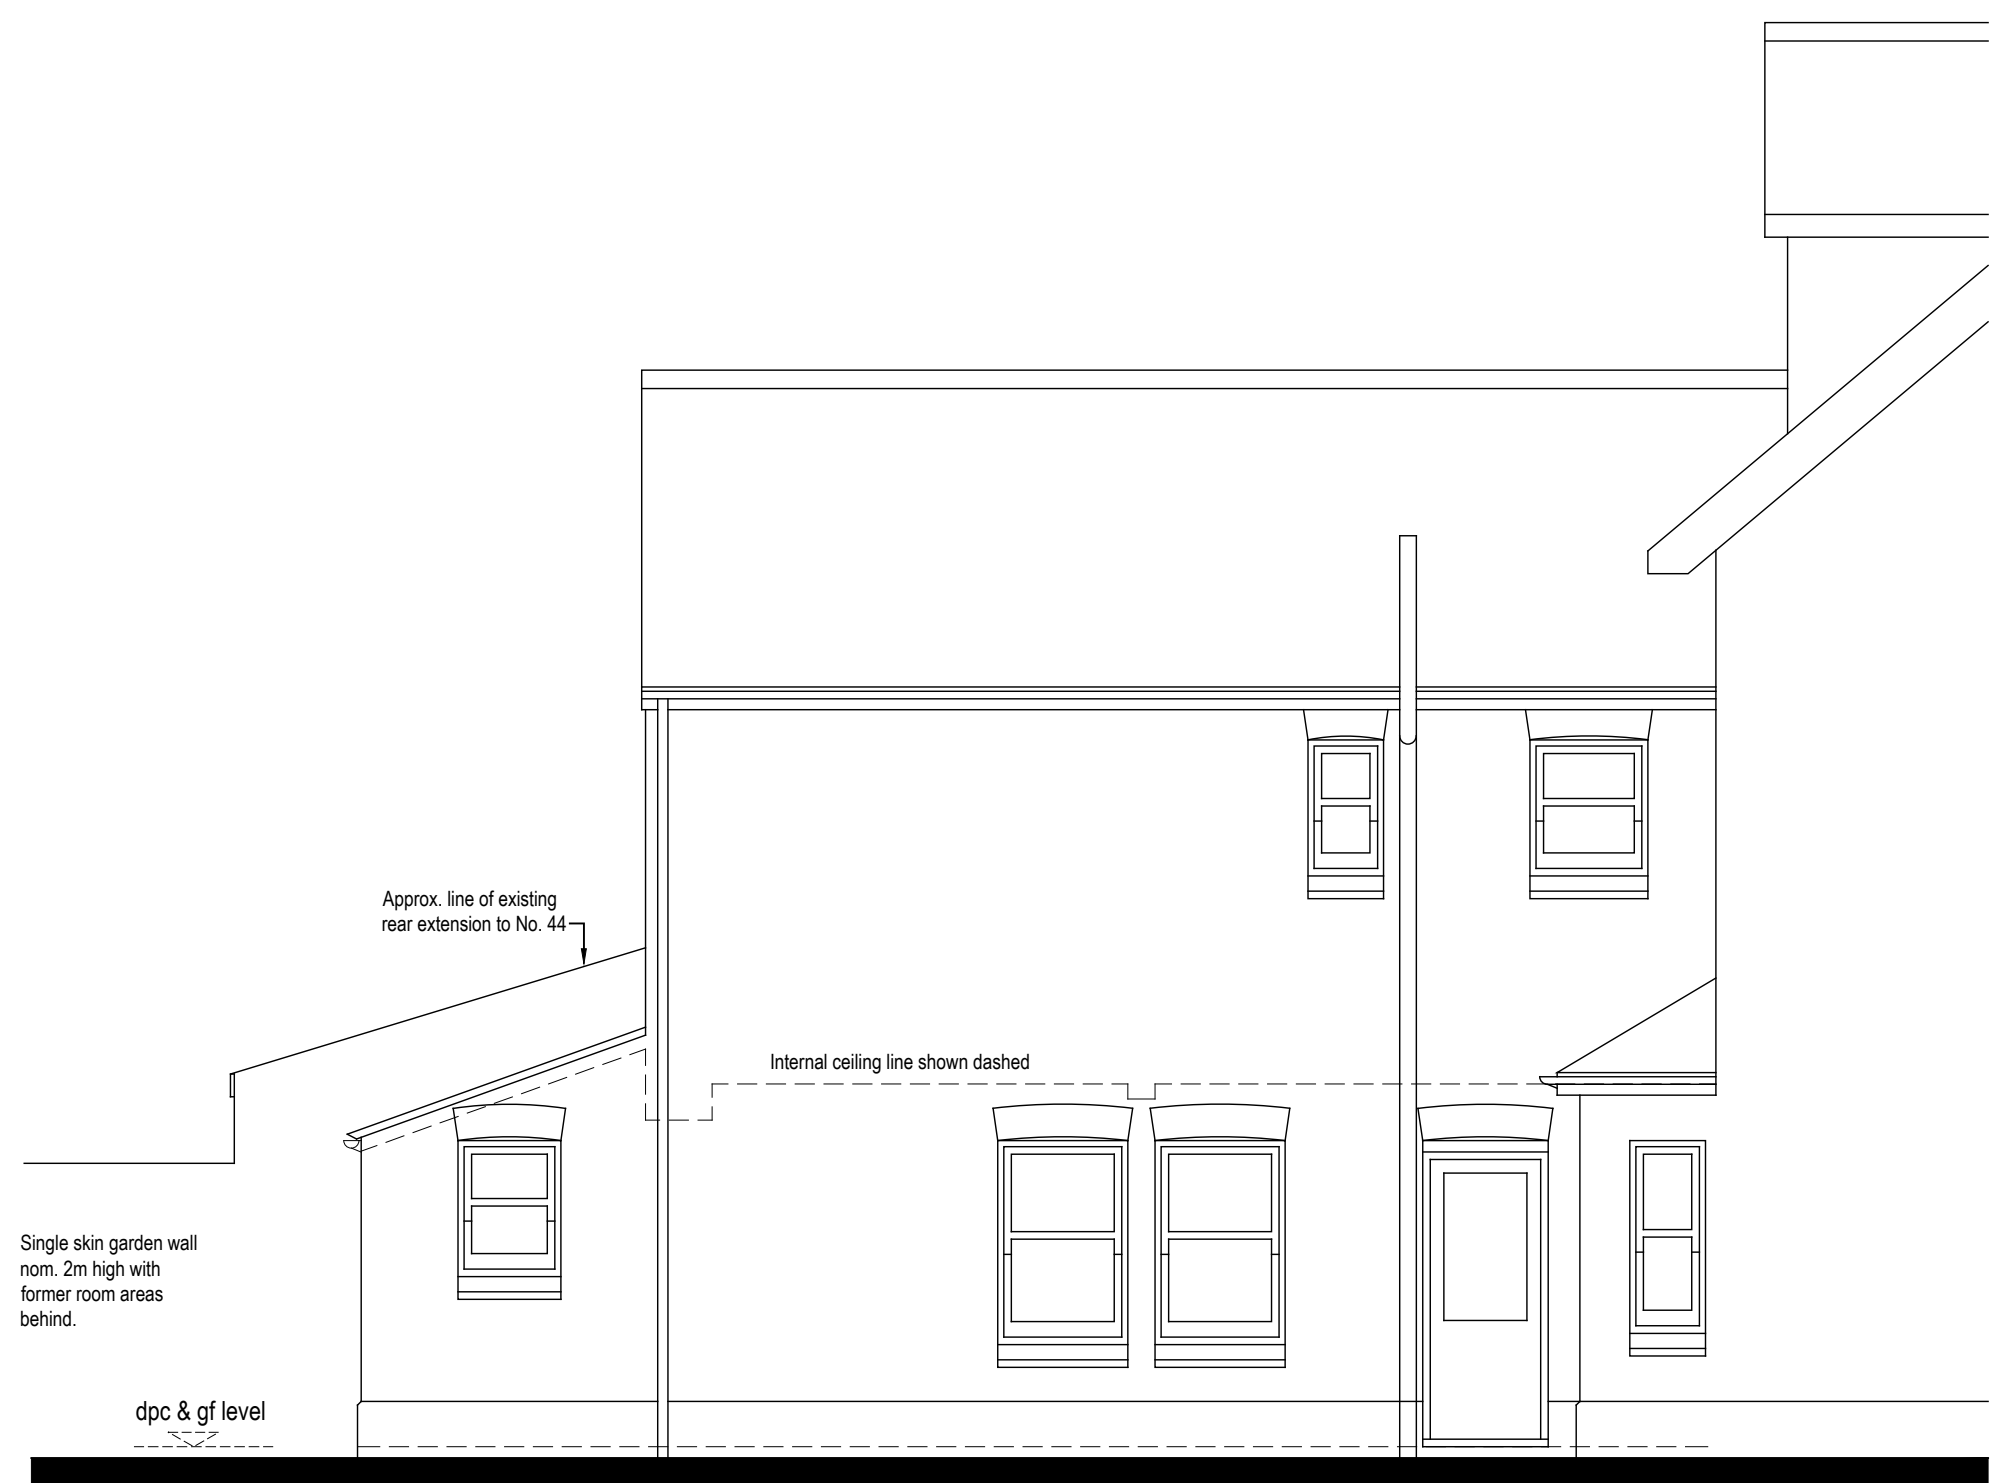 Approx. line of existing
rear extension to No. 44
Internal ceiling line shown dashed
Single skin garden wall
nom. 2m high with
former room areas
behind.
dpc & gf level